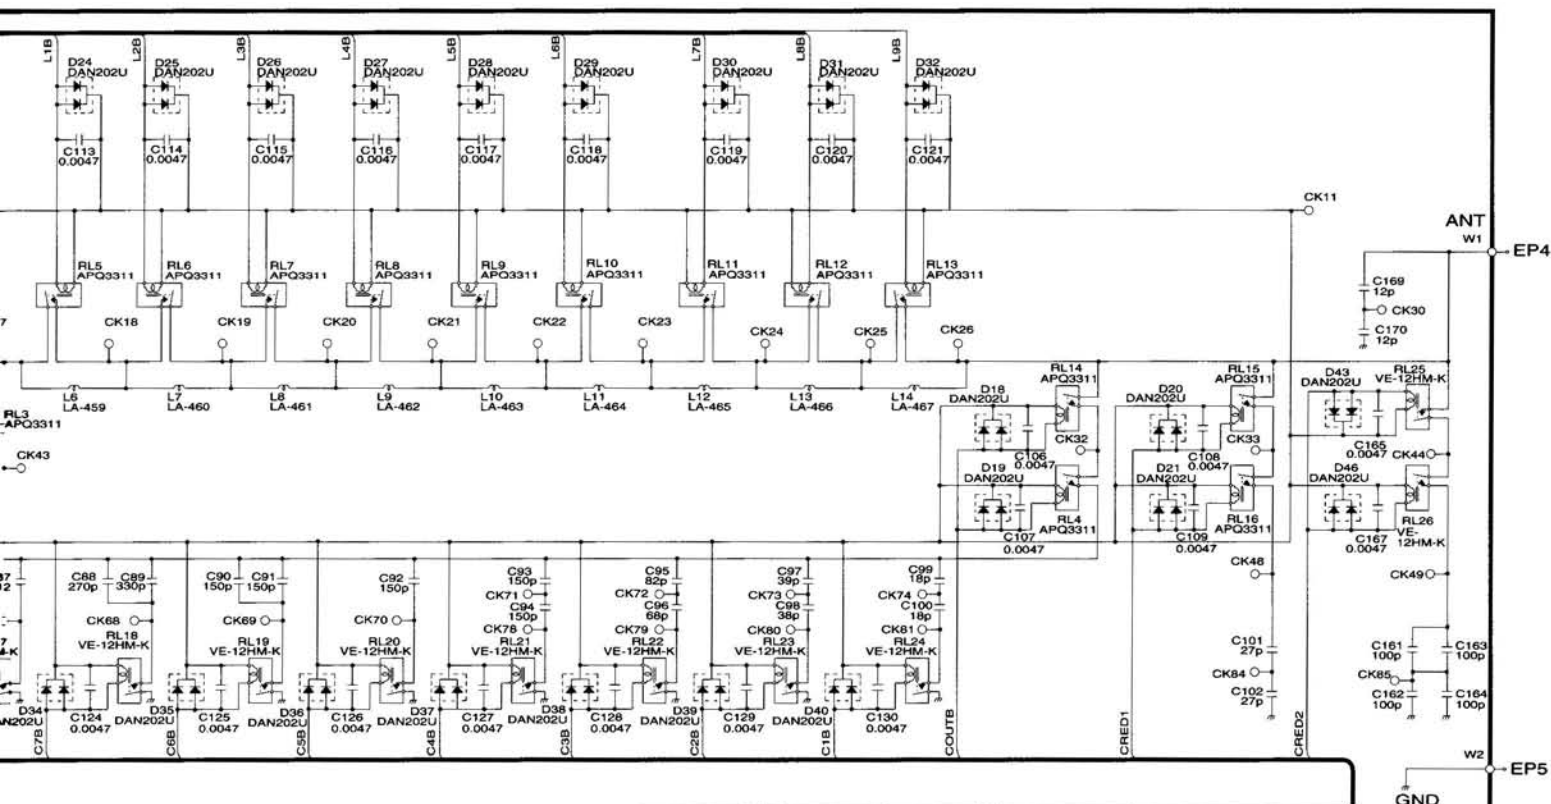 L1B L2B L3B L4B L5B L6B L7B L8B L9B
D24 D25 D26 D27 D28 D29 D30 D31 D32
DAN202U DAN202U DAN202U DAN202U DAN202U DAN202U DAN202U DAN202U DAN202U
C113 C114 C115 C116 C117 C118 C119 C120 C121
0.0047 0.0047 0.0047 0.0047 0.0047 0.0047 0.0047 0.0047 0.0047
CK11
ANT
W1
EP4
RL5 RL6 RL7 RL8 RL9 RL10 RL11 RL12 RL13
APQ3311 APQ3311 APQ3311 APQ3311 APQ3311 APQ3311 APQ3311 APQ3311 APQ3311
C169
12p
CK30
C170
12p
7 CK18 CK19 CK20 CK21 CK22 CK23 CK24 CK25 CK26
L6 L7 L8 L9 L10 L11 L12 L13 L14
LA-459 LA-460 LA-461 LA-462 LA-463 LA-464 LA-465 LA-466 LA-467
RL3
APQ3311
CK43
RL14 RL15 RL25
APQ3311 APQ3311 VE-12HM-K
D18 D20 D43
DAN202U DAN202U DAN202U
CK32 CK33 CK44
C106 C108 C165
0.0047 0.0047 0.0047
D19 D21 D46
DAN202U DAN202U DAN202U
RL4 RL16 RL26
APQ3311 APQ3311 VE-
12HM-K
C107 C109 C167
0.0047 0.0047 0.0047
CK48 CK49
C88 C89 C90 C91 C92 C93 C95 C97 C99
270p 330p 150p 150p 150p 150p 82p 39p 18p
CK71 CK72 CK73 CK74
C94 C96 C98 C100
150p 68p 38p 18p
CK68 CK69 CK70 CK78 CK79 CK80 CK81
RL18 RL19 RL20 RL21 RL22 RL23 RL24
VE-12HM-K VE-12HM-K VE-12HM-K VE-12HM-K VE-12HM-K VE-12HM-K VE-12HM-K
C101
27p
CK84
C102
27p
C161 C163
100p 100p
CK85
C162 C164
100p 100p
D34 D35 D36 D37 D38 D39 D40
DAN202U DAN202U DAN202U DAN202U DAN202U DAN202U
C124 C125 C126 C127 C128 C129 C130
0.0047 0.0047 0.0047 0.0047 0.0047 0.0047 0.0047
C7B C6B C5B C4B C3B C2B C1B COUTB CRED1 CRED2
W2
EP5
GND